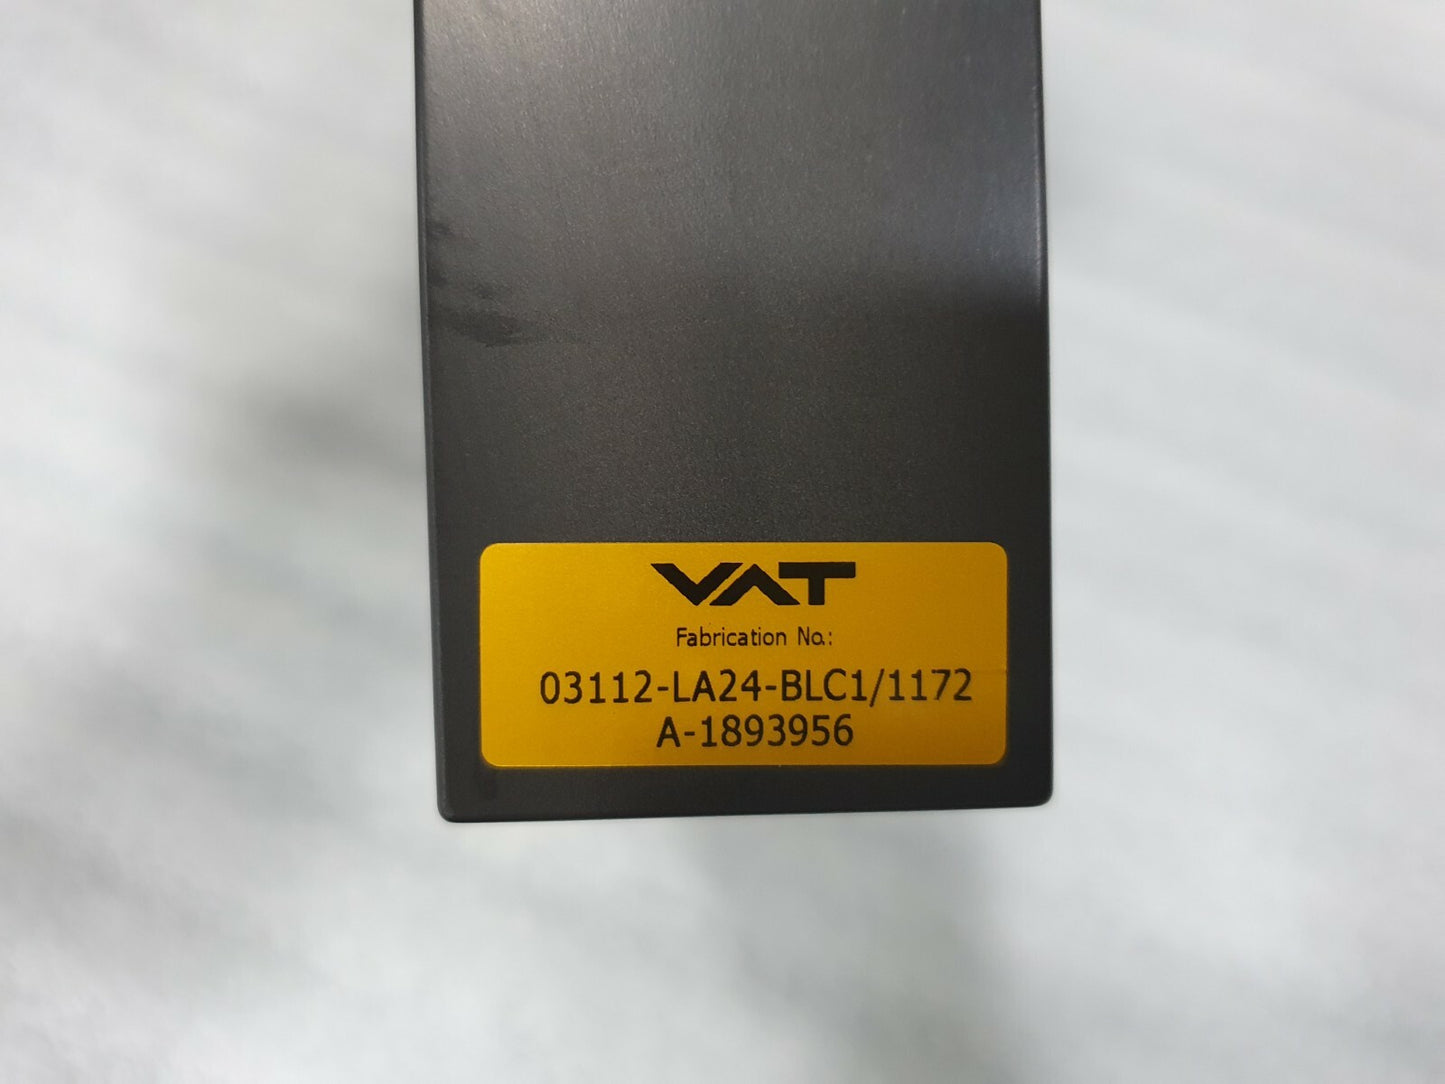 VAT
Fabrication No.:
03112-LA24-BLC1/1172
A-1893956